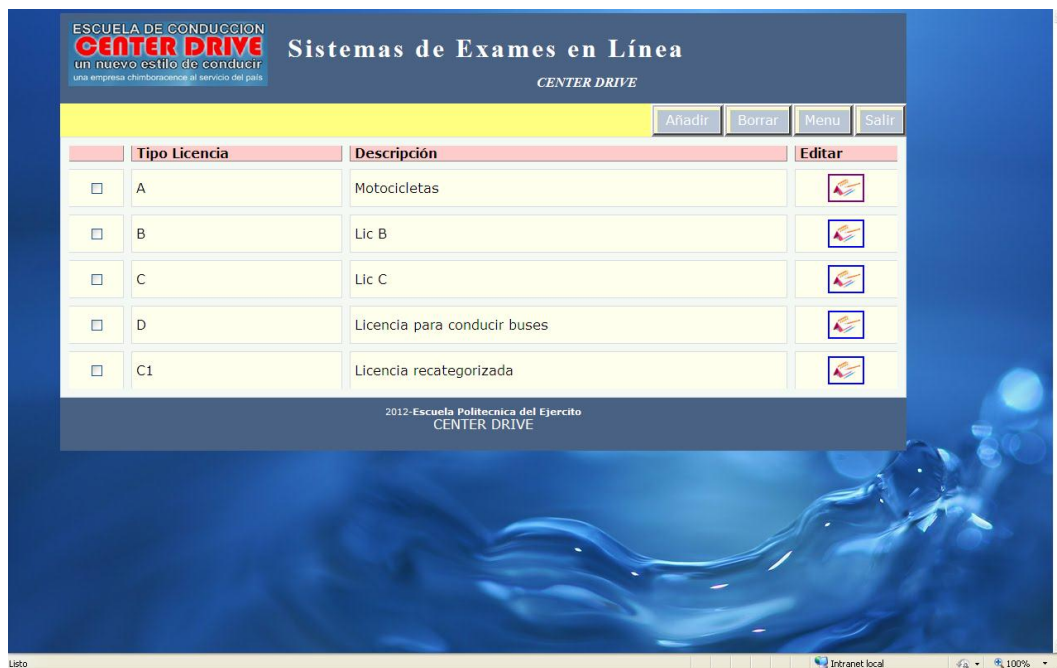 ESCUELA DE CONDUCCION
CENTER DRIVE
un nuevo estilo de conducir
una empresa chimboracence al servicio del país
Sistemas de Exames en Línea
CENTER DRIVE
Añadir Borrar Menu Salir
Tipo Licencia Descripción Editar
A Motocicletas
B Lic B
C Lic C
D Licencia para conducir buses
C1 Licencia recategorizada
2012-Escuela Politecnica del Ejercito
CENTER DRIVE
Listo Intranet local 100%